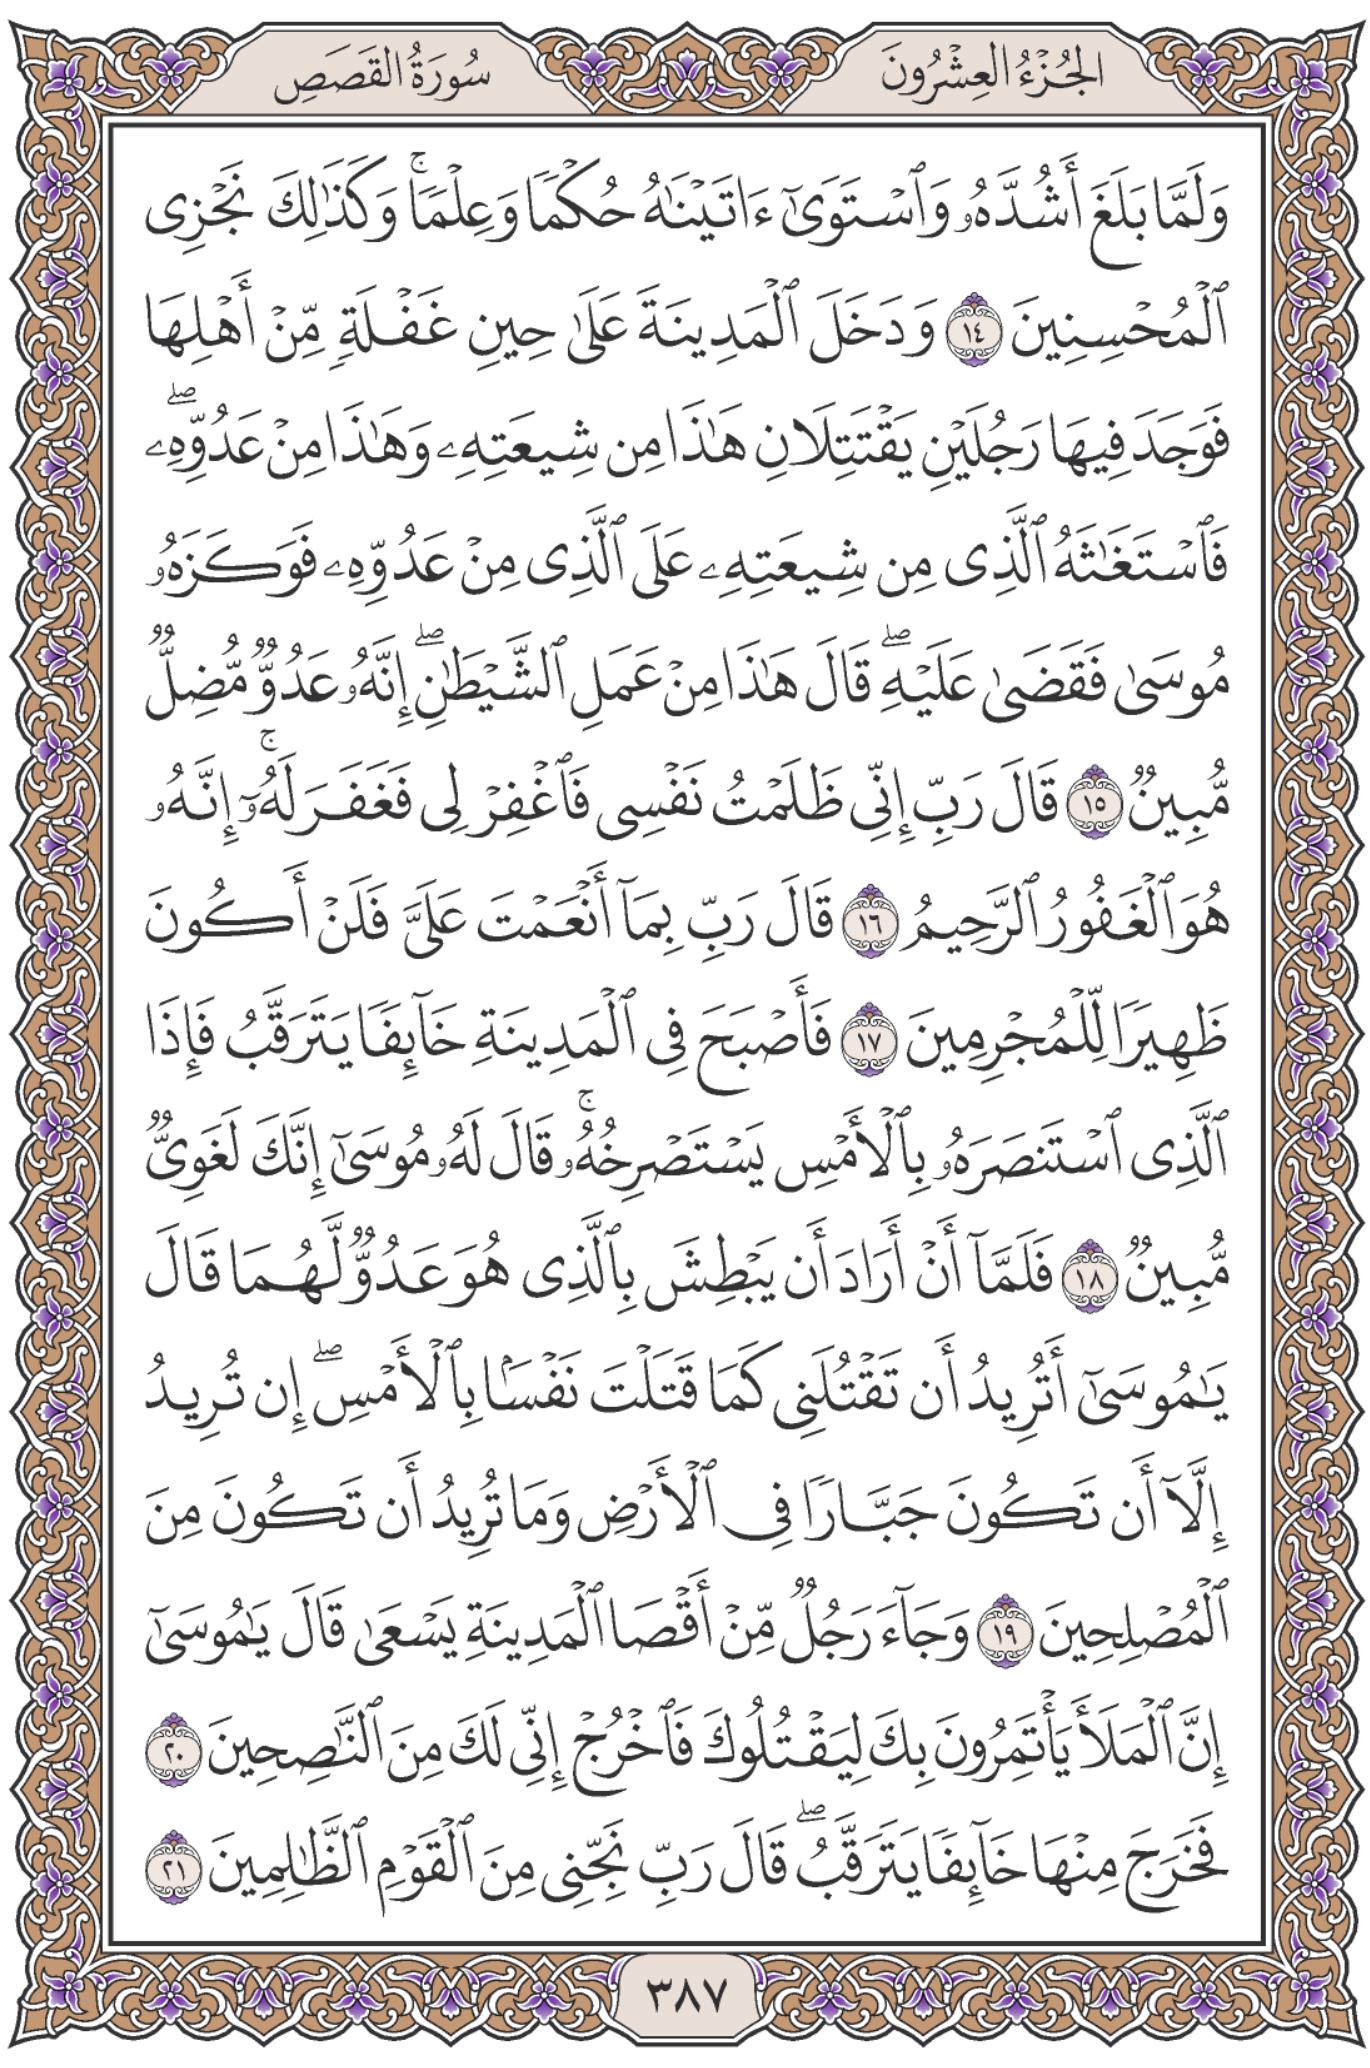 الجُزْءُ العِشْرُونَ
سُورَةُ القَصَصِ
وَلَمَّا بَلَغَ أَشُدَّهُۥ وَٱسْتَوَىٰٓ ءَاتَيْنَٰهُ حُكْمًا وَعِلْمًا ۚ وَكَذَٰلِكَ نَجْزِى
ٱلْمُحْسِنِينَ ١٤ وَدَخَلَ ٱلْمَدِينَةَ عَلَىٰ حِينِ غَفْلَةٍ مِّنْ أَهْلِهَا
فَوَجَدَ فِيهَا رَجُلَيْنِ يَقْتَتِلَانِ هَٰذَا مِن شِيعَتِهِۦ وَهَٰذَا مِنْ عَدُوِّهِۦ ۖ
فَٱسْتَغَٰثَهُ ٱلَّذِى مِن شِيعَتِهِۦ عَلَى ٱلَّذِى مِنْ عَدُوِّهِۦ فَوَكَزَهُۥ
مُوسَىٰ فَقَضَىٰ عَلَيْهِ ۖ قَالَ هَٰذَا مِنْ عَمَلِ ٱلشَّيْطَٰنِ ۖ إِنَّهُۥ عَدُوٌّ مُّضِلٌّ
مُّبِينٌ ١٥ قَالَ رَبِّ إِنِّى ظَلَمْتُ نَفْسِى فَٱغْفِرْ لِى فَغَفَرَ لَهُۥٓ ۚ إِنَّهُۥ
هُوَ ٱلْغَفُورُ ٱلرَّحِيمُ ١٦ قَالَ رَبِّ بِمَآ أَنْعَمْتَ عَلَىَّ فَلَنْ أَكُونَ
ظَهِيرًا لِّلْمُجْرِمِينَ ١٧ فَأَصْبَحَ فِى ٱلْمَدِينَةِ خَآئِفًا يَتَرَقَّبُ فَإِذَا
ٱلَّذِى ٱسْتَنصَرَهُۥ بِٱلْأَمْسِ يَسْتَصْرِخُهُۥ ۚ قَالَ لَهُۥ مُوسَىٰٓ إِنَّكَ لَغَوِىٌّ
مُّبِينٌ ١٨ فَلَمَّآ أَنْ أَرَادَ أَن يَبْطِشَ بِٱلَّذِى هُوَ عَدُوٌّ لَّهُمَا قَالَ
يَٰمُوسَىٰٓ أَتُرِيدُ أَن تَقْتُلَنِى كَمَا قَتَلْتَ نَفْسًۢا بِٱلْأَمْسِ ۖ إِن تُرِيدُ
إِلَّآ أَن تَكُونَ جَبَّارًا فِى ٱلْأَرْضِ وَمَا تُرِيدُ أَن تَكُونَ مِنَ
ٱلْمُصْلِحِينَ ١٩ وَجَآءَ رَجُلٌ مِّنْ أَقْصَا ٱلْمَدِينَةِ يَسْعَىٰ قَالَ يَٰمُوسَىٰٓ
إِنَّ ٱلْمَلَأَ يَأْتَمِرُونَ بِكَ لِيَقْتُلُوكَ فَٱخْرُجْ إِنِّى لَكَ مِنَ ٱلنَّٰصِحِينَ ٢٠
فَخَرَجَ مِنْهَا خَآئِفًا يَتَرَقَّبُ ۖ قَالَ رَبِّ نَجِّنِى مِنَ ٱلْقَوْمِ ٱلظَّٰلِمِينَ ٢١
٣٨٧